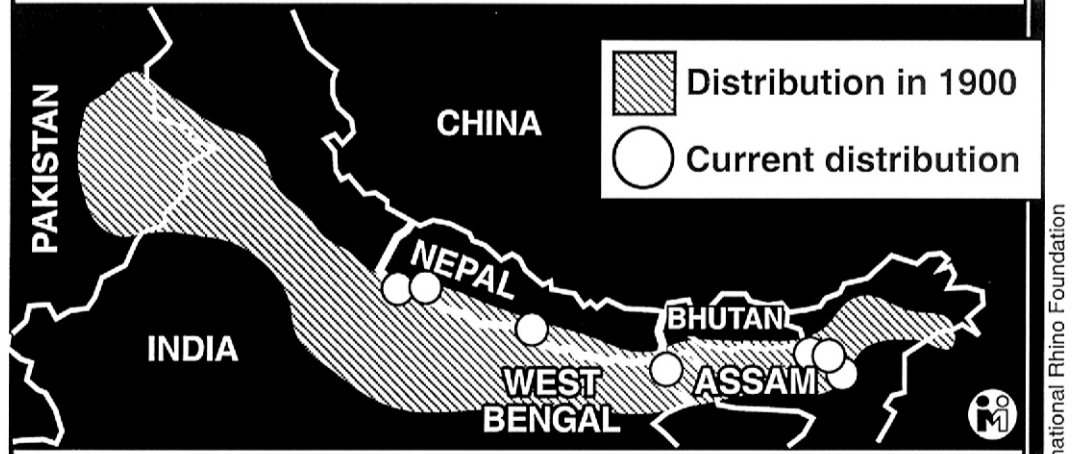 Distribution in 1900
Current distribution
PAKISTAN
CHINA
NEPAL
BHUTAN
INDIA
WEST
BENGAL
ASSAM
national Rhino Foundation